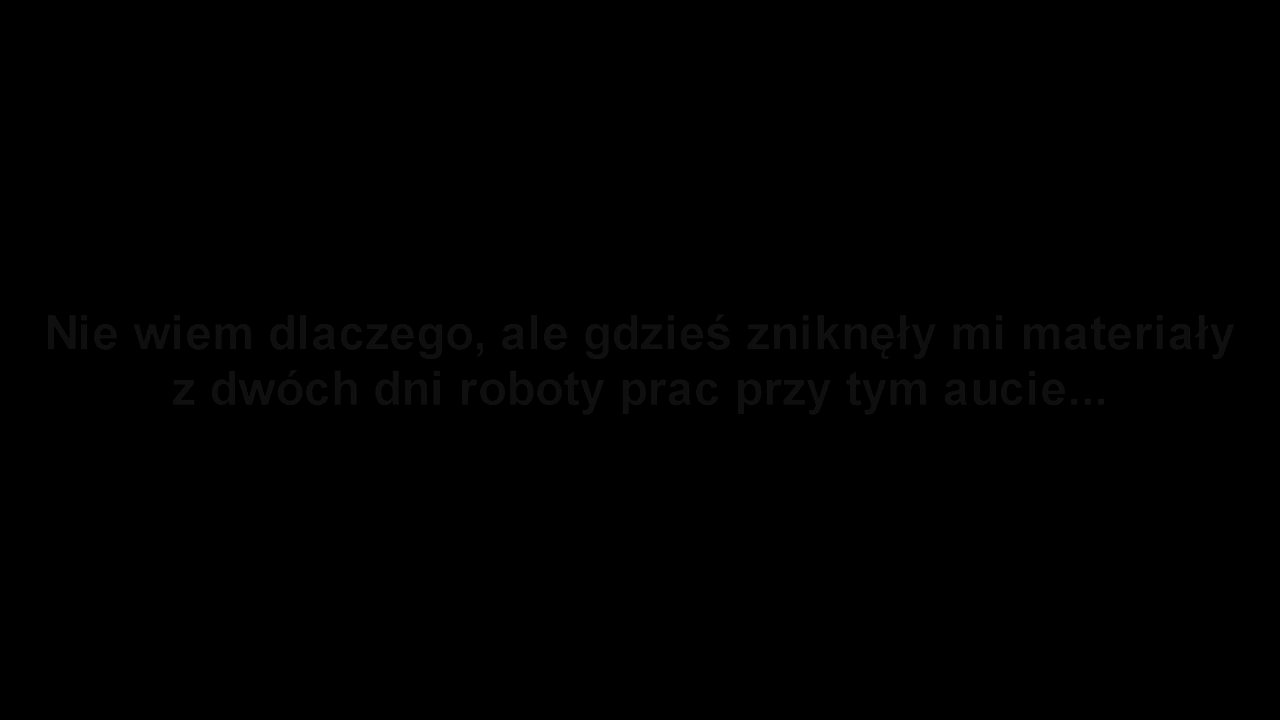 Nie wiem dlaczego, ale gdzieś zniknęły mi materiały
z dwóch dni roboty prac przy tym aucie...